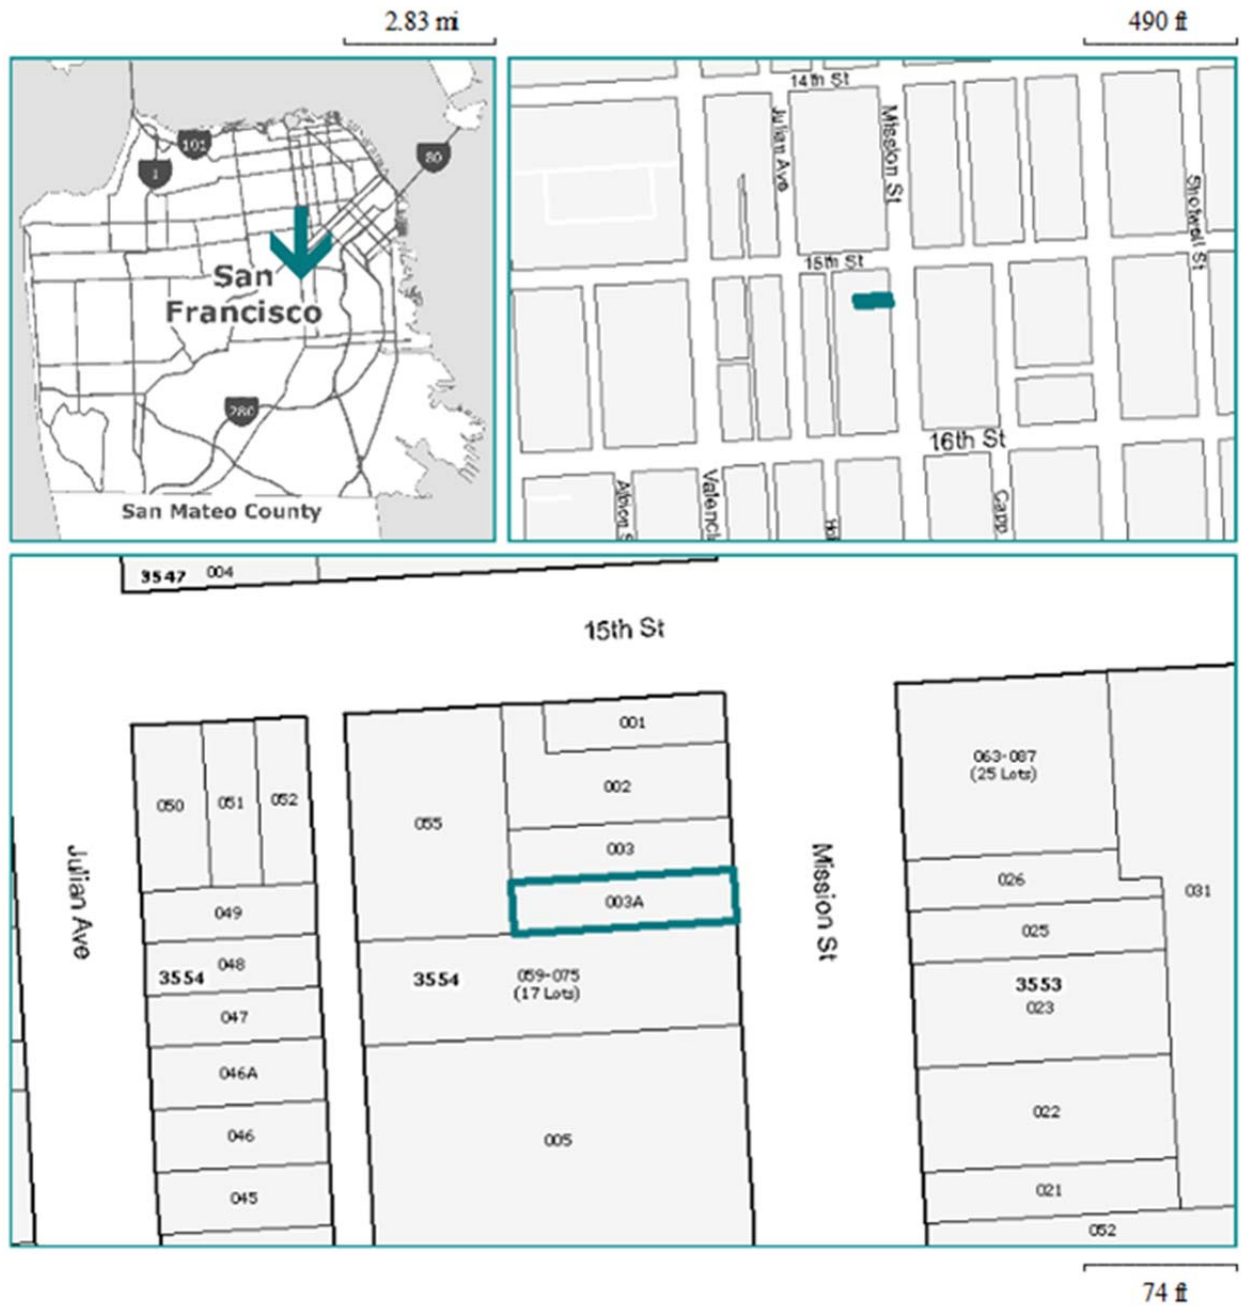 2.83 mi
490 ft
101
1
80
San
Francisco
280
San Mateo County
14th St
Julian Ave
Mission St
Shotwell St
15th St
16th St
Albion S
Valenci
Capp
3547 004
15th St
001
002
003
003A
055
050
051
052
049
048
3554
047
046A
046
045
3554
059-075
(17 Lots)
005
Julian Ave
Mission St
063-087
(25 Lots)
026
031
025
3553
023
022
021
052
74 ft